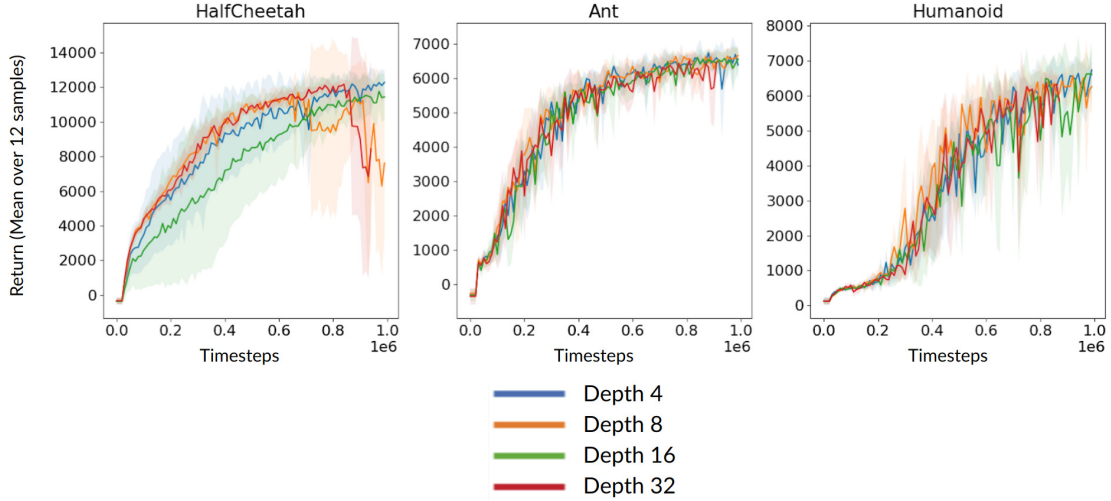 HalfCheetah
Ant
Humanoid
Return (Mean over 12 samples)
14000
12000
10000
8000
6000
4000
2000
0
0.0 0.2 0.4 0.6 0.8 1.0
1e6
Timesteps
7000
6000
5000
4000
3000
2000
1000
0
0.0 0.2 0.4 0.6 0.8 1.0
1e6
Timesteps
8000
7000
6000
5000
4000
3000
2000
1000
0
0.0 0.2 0.4 0.6 0.8 1.0
1e6
Timesteps
Depth 4
Depth 8
Depth 16
Depth 32